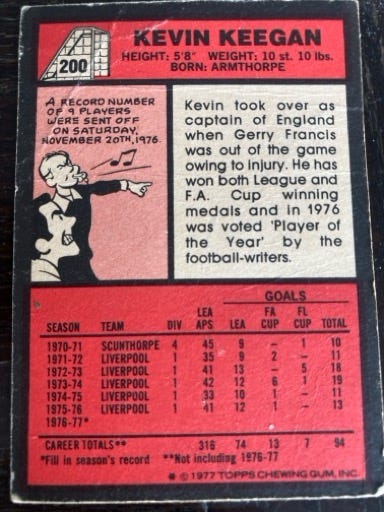 200
KEVIN KEEGAN
HEIGHT: 5'8" WEIGHT: 10 st. 10 lbs.
BORN: ARMTHORPE
A RECORD NUMBER
OF 9 PLAYERS
WERE SENT OFF
ON SATURDAY,
NOVEMBER 20TH, 1976.
Kevin took over as
captain of England
when Gerry Francis
was out of the game
owing to injury. He has
won both League and
F.A. Cup winning
medals and in 1976
was voted 'Player of
the Year' by the
football-writers.
GOALS
SEASON TEAM DIV LEA APS LEA FA CUP FL CUP TOTAL
1970-71 SCUNTHORPE 4 45 9 – 1 10
1971-72 LIVERPOOL 1 35 9 2 – 11
1972-73 LIVERPOOL 1 41 13 – 5 18
1973-74 LIVERPOOL 1 42 12 6 1 19
1974-75 LIVERPOOL 1 33 10 1 – 11
1975-76 LIVERPOOL 1 41 12 1 – 13
1976-77*
CAREER TOTALS** 316 74 13 7 94
*Fill in season's record **Not including 1976-77
* © 1977 TOPPS CHEWING GUM, INC.